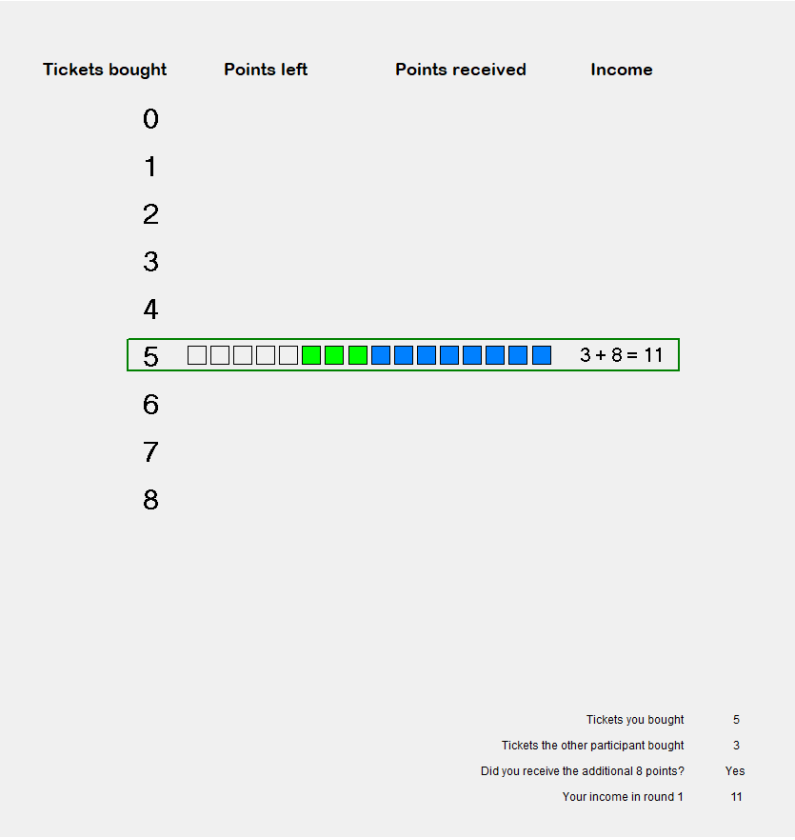 Tickets bought Points left Points received Income
0
1
2
3
4
5 3 + 8 = 11
6
7
8
Tickets you bought 5
Tickets the other participant bought 3
Did you receive the additional 8 points? Yes
Your income in round 1 11